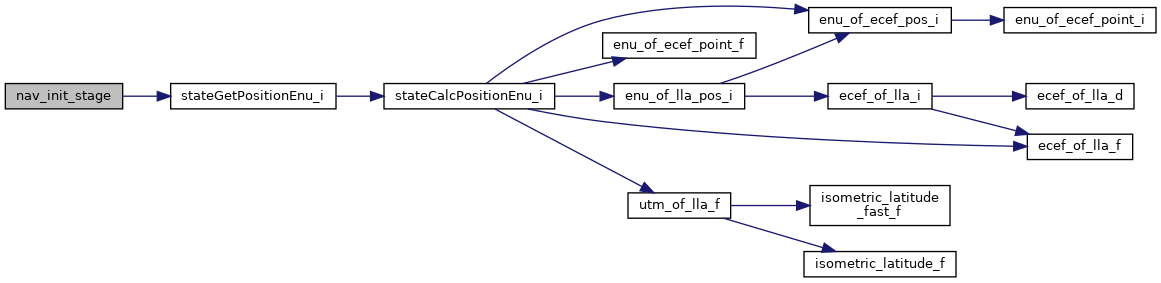 nav_init_stage
stateGetPositionEnu_i
stateCalcPositionEnu_i
enu_of_ecef_pos_i
enu_of_ecef_point_i
enu_of_ecef_point_f
enu_of_lla_pos_i
ecef_of_lla_i
ecef_of_lla_d
ecef_of_lla_f
utm_of_lla_f
isometric_latitude
_fast_f
isometric_latitude_f